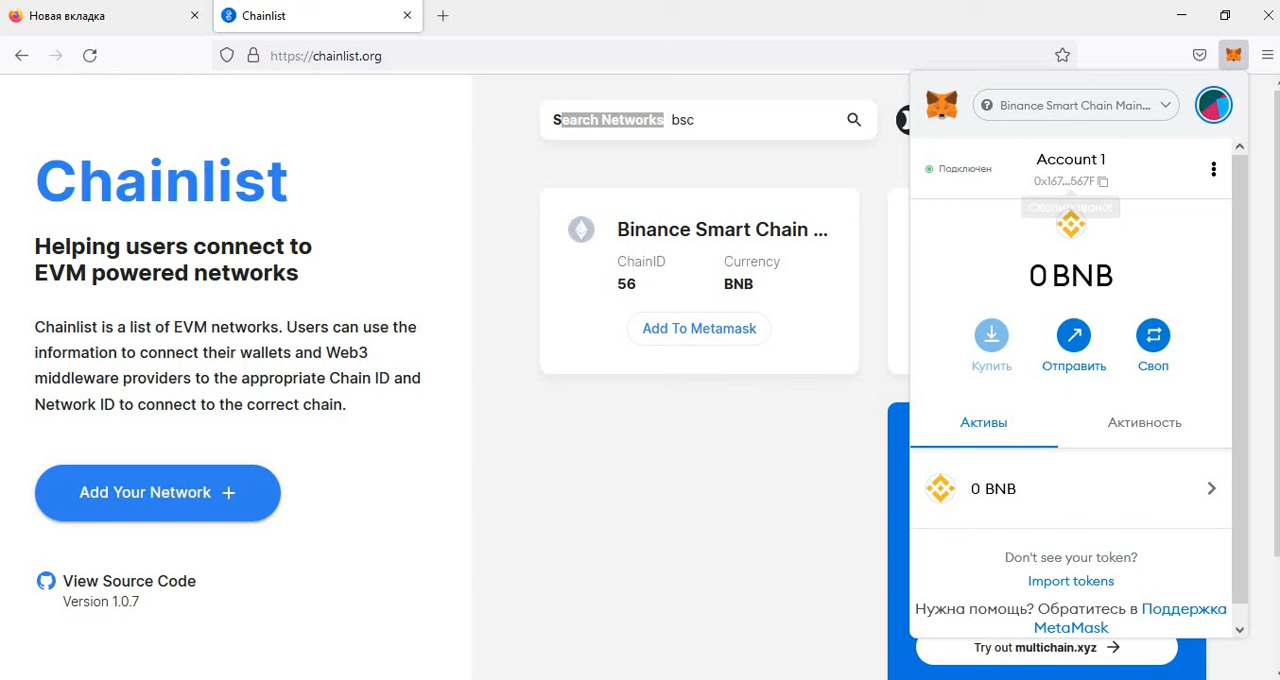 Новая вкладка
Chainlist
https://chainlist.org
Chainlist
Helping users connect to
EVM powered networks
Chainlist is a list of EVM networks. Users can use the
information to connect their wallets and Web3
middleware providers to the appropriate Chain ID and
Network ID to connect to the correct chain.
Add Your Network +
View Source Code
Version 1.0.7
Search Networks bsc
Binance Smart Chain ...
ChainID Currency
56 BNB
Add To Metamask
Binance Smart Chain Main...
Подключен
Account 1
0x167...567F
Скопировано!
0 BNB
Купить Отправить Своп
Активы Активность
0 BNB
Don't see your token?
Import tokens
Нужна помощь? Обратитесь в Поддержка
MetaMask
Try out multichain.xyz